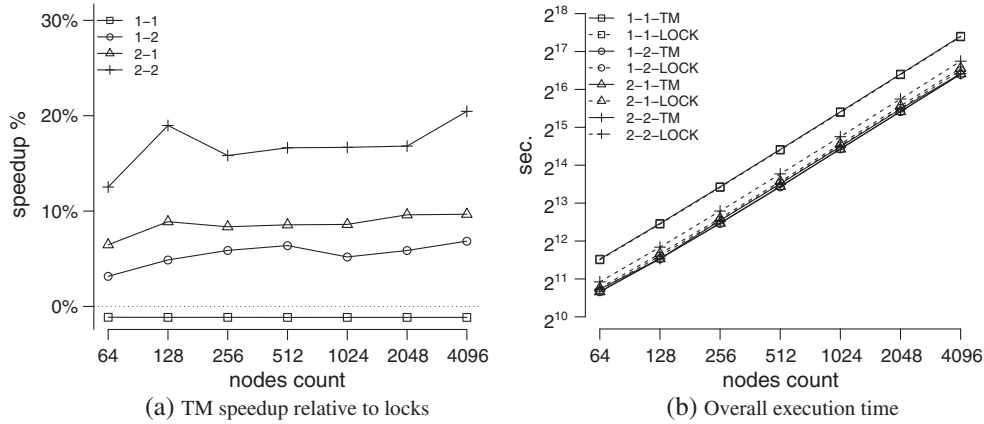 30%
20%
10%
0%
speedup %
1−1
1−2
2−1
2−2
64 128 256 512 1024 2048 4096
nodes count
(a) TM speedup relative to locks
2^18
2^17
2^16
2^15
2^14
2^13
2^12
2^11
2^10
sec.
1−1−TM
1−1−LOCK
1−2−TM
1−2−LOCK
2−1−TM
2−1−LOCK
2−2−TM
2−2−LOCK
64 128 256 512 1024 2048 4096
nodes count
(b) Overall execution time